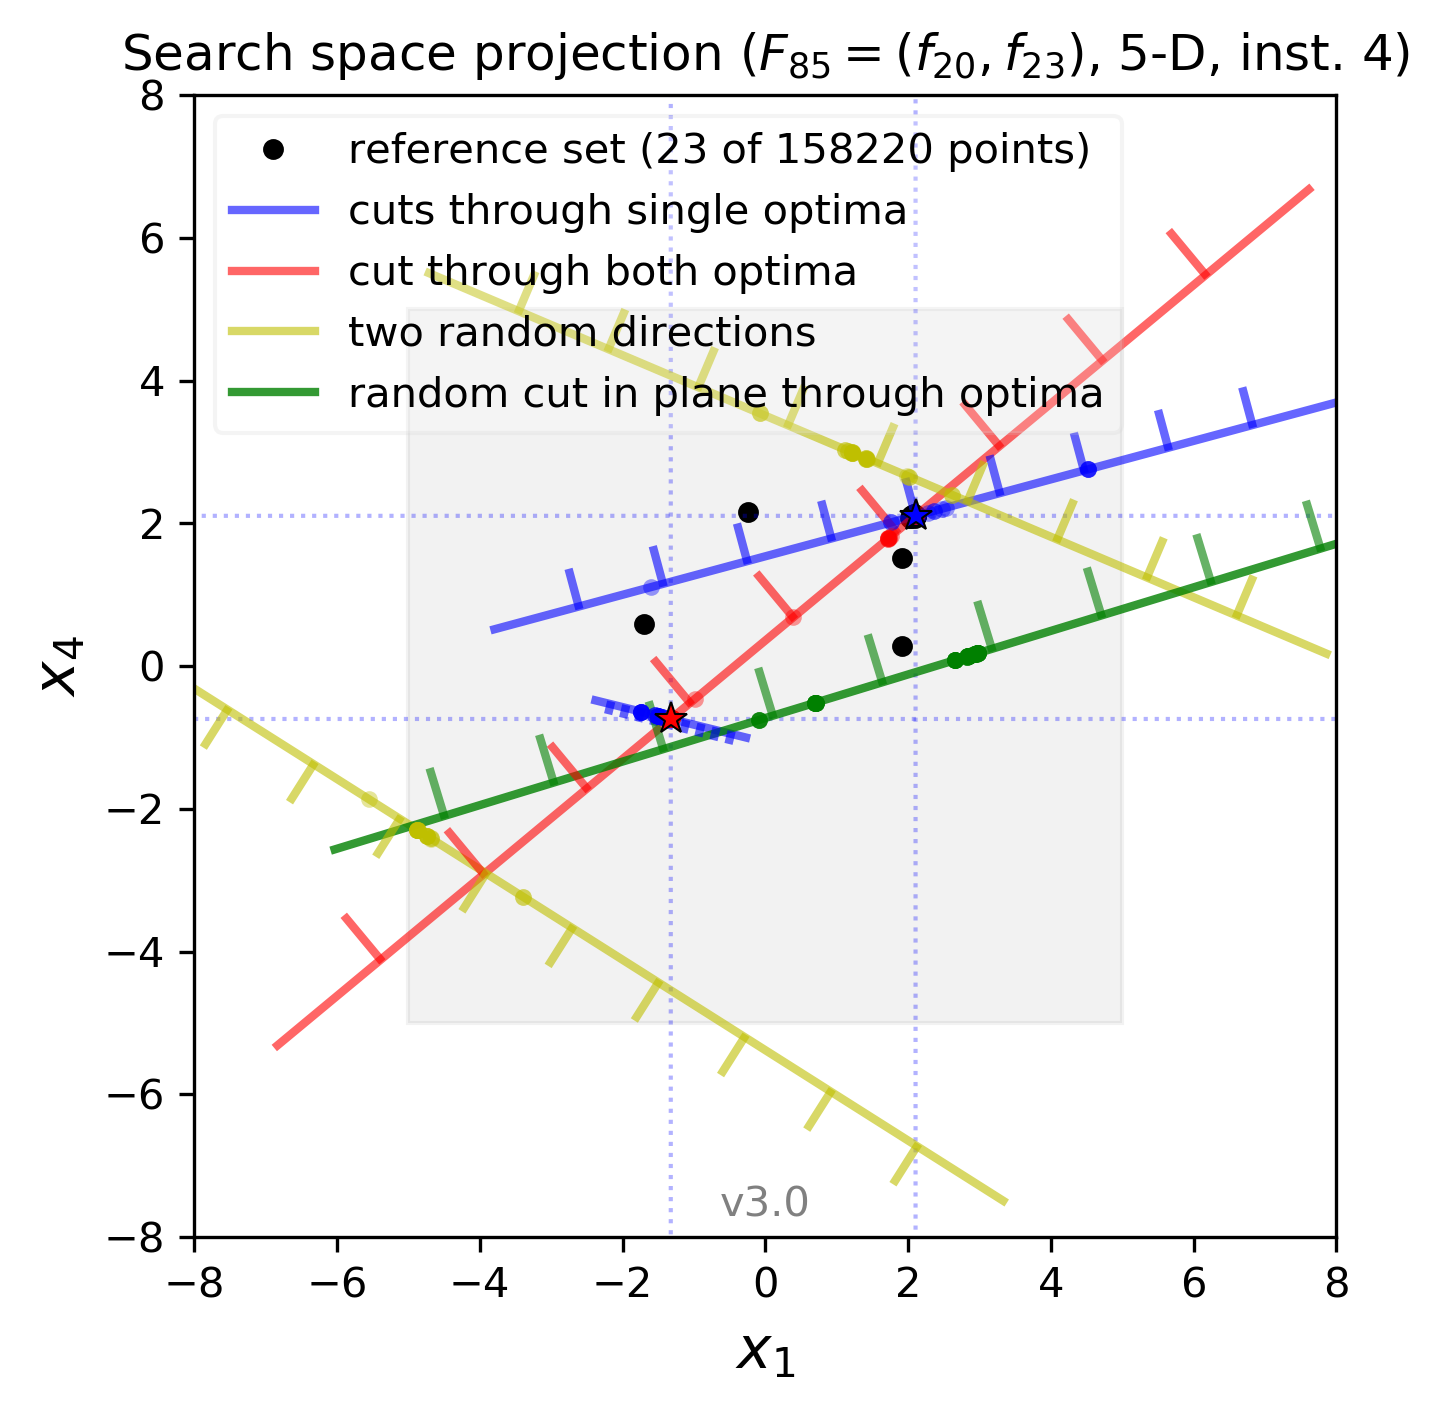 Search space projection (F₈₅ = (f₂₀, f₂₃), 5-D, inst. 4)
8
reference set (23 of 158220 points)
cuts through single optima
6
cut through both optima
two random directions
4
random cut in plane through optima
2
0
x₄
−2
−4
−6
v3.0
−8
−8 −6 −4 −2 0 2 4 6 8
x₁